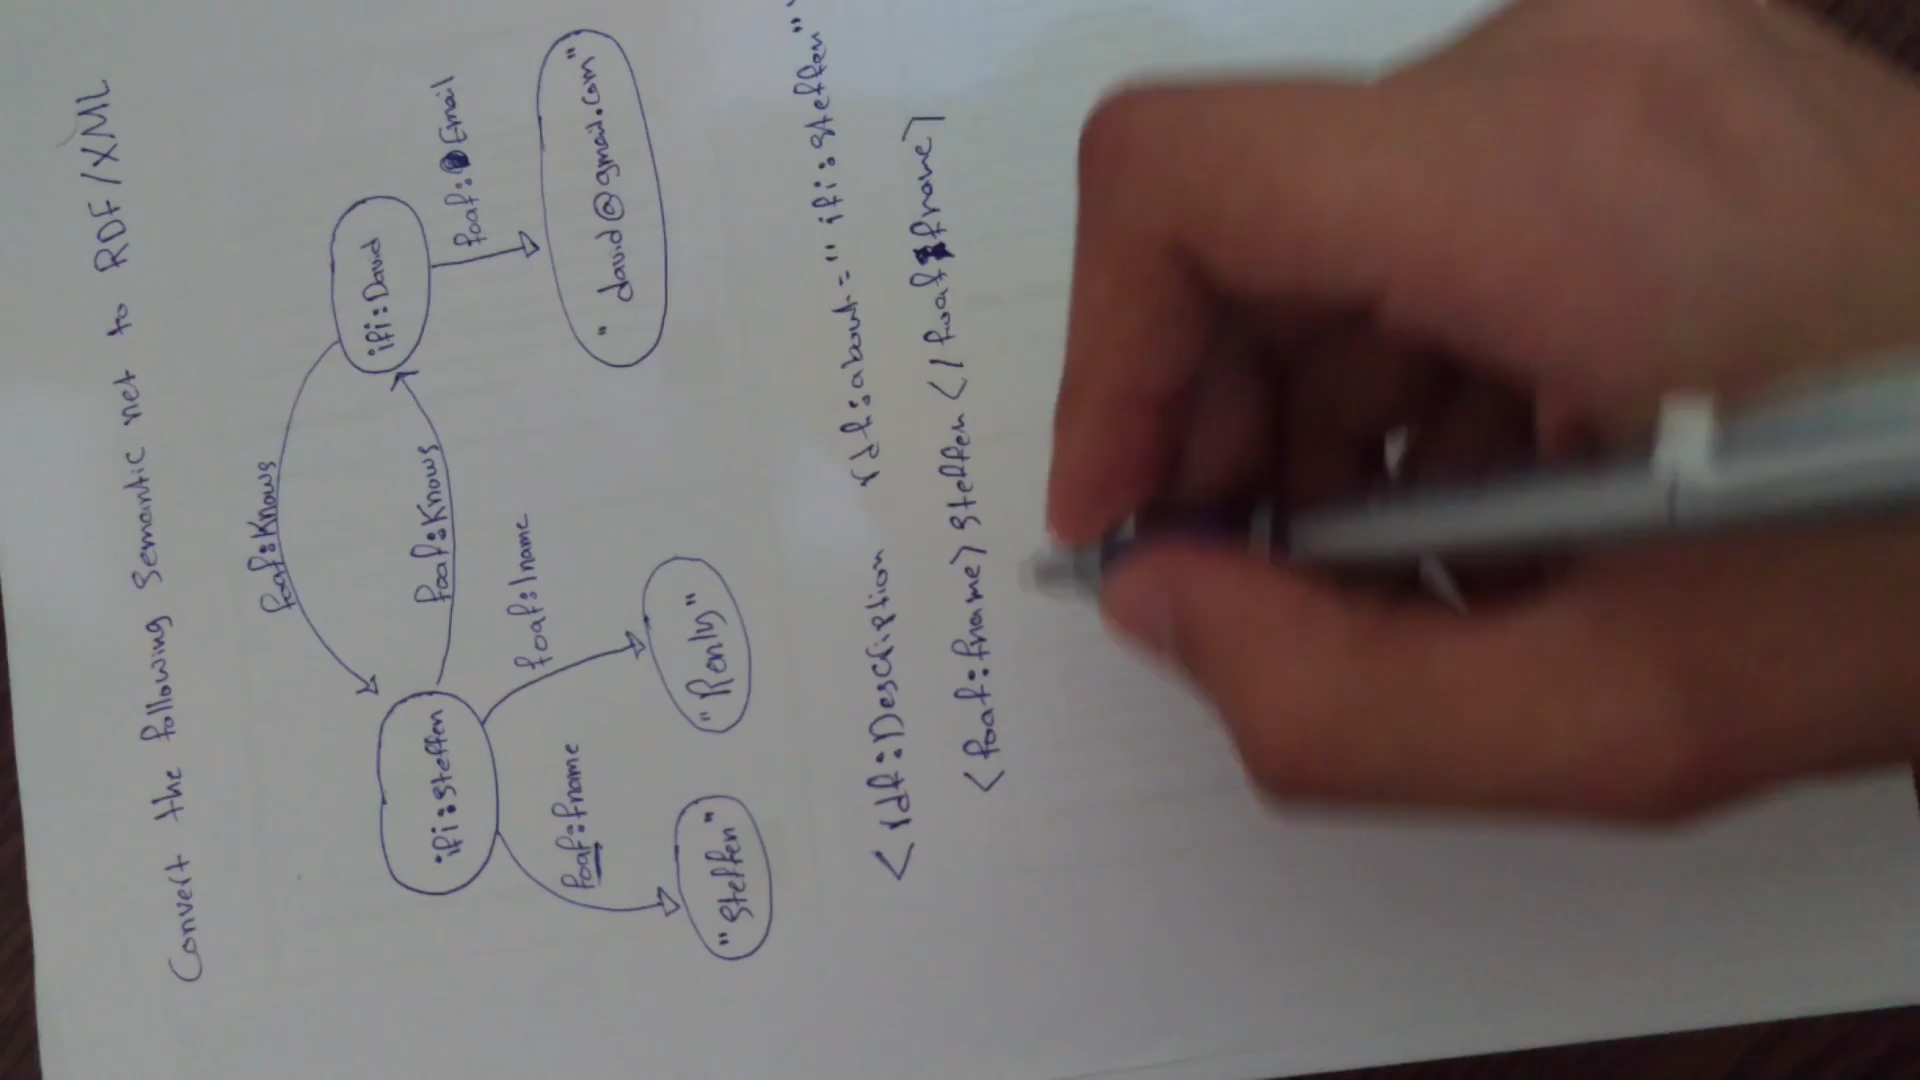 Convert the following Semantic net to RDF/XML
foaf:Knows
ifi:David
foaf:Email
"david@gmail.com"
foaf:Knows
ifi:Steffen
foaf:lname
"Renly"
foaf:fname
"Steffen"
<rdf:Description rdf:about="ifi:Steffen"
<foaf:fname>Steffen</foaf:fname>